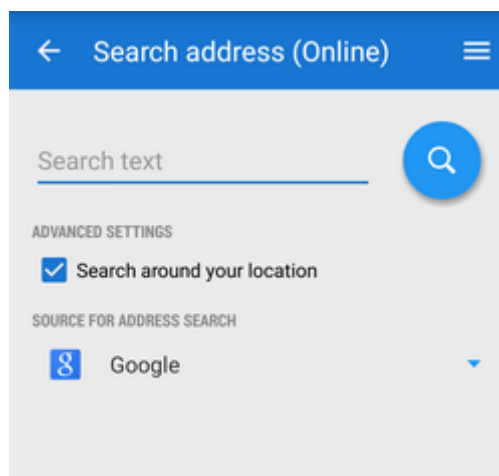 Search address (Online)
Search text
ADVANCED SETTINGS
Search around your location
SOURCE FOR ADDRESS SEARCH
g Google